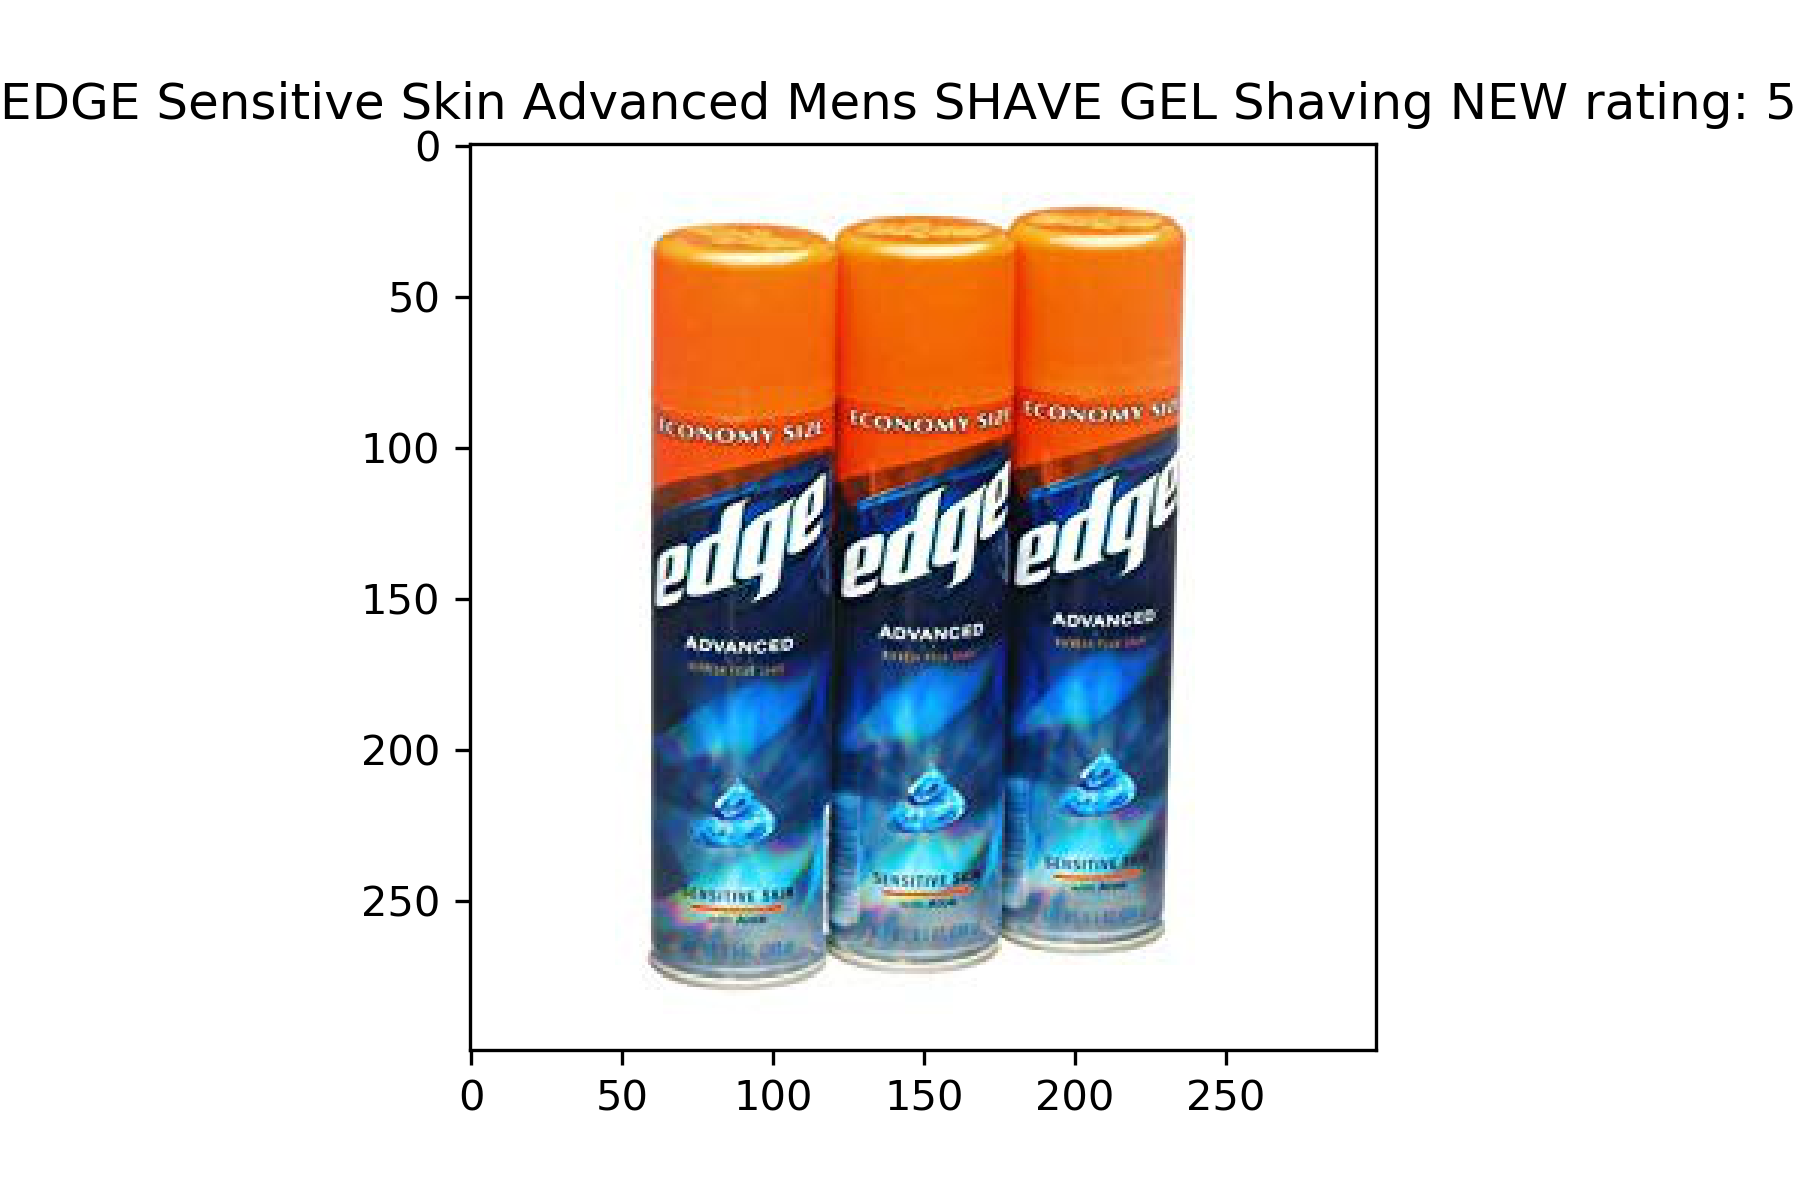 EDGE Sensitive Skin Advanced Mens SHAVE GEL Shaving NEW rating: 5
0
50
100
150
200
250
ECONOMY SIZE
edge
ADVANCED
SENSITIVE SKIN
ECONOMY SIZE
edge
ADVANCED
SENSITIVE SKIN
ECONOMY SIZ
edge
ADVANCED
SENSITIVE SKIN
0
50
100
150
200
250